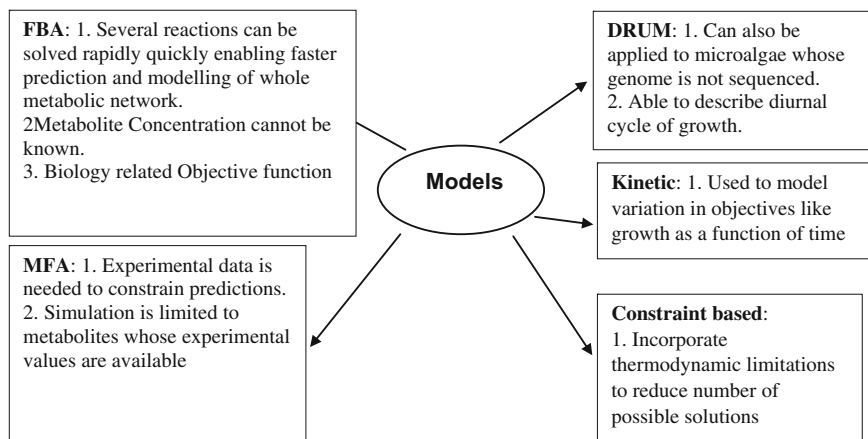 FBA: 1. Several reactions can be
solved rapidly quickly enabling faster
prediction and modelling of whole
metabolic network.
2Metabolite Concentration cannot be
known.
3. Biology related Objective function
DRUM: 1. Can also be
applied to microalgae whose
genome is not sequenced.
2. Able to describe diurnal
cycle of growth.
Models
Kinetic: 1. Used to model
variation in objectives like
growth as a function of time
MFA: 1. Experimental data is
needed to constrain predictions.
2. Simulation is limited to
metabolites whose experimental
values are available
Constraint based:
1. Incorporate
thermodynamic limitations
to reduce number of
possible solutions